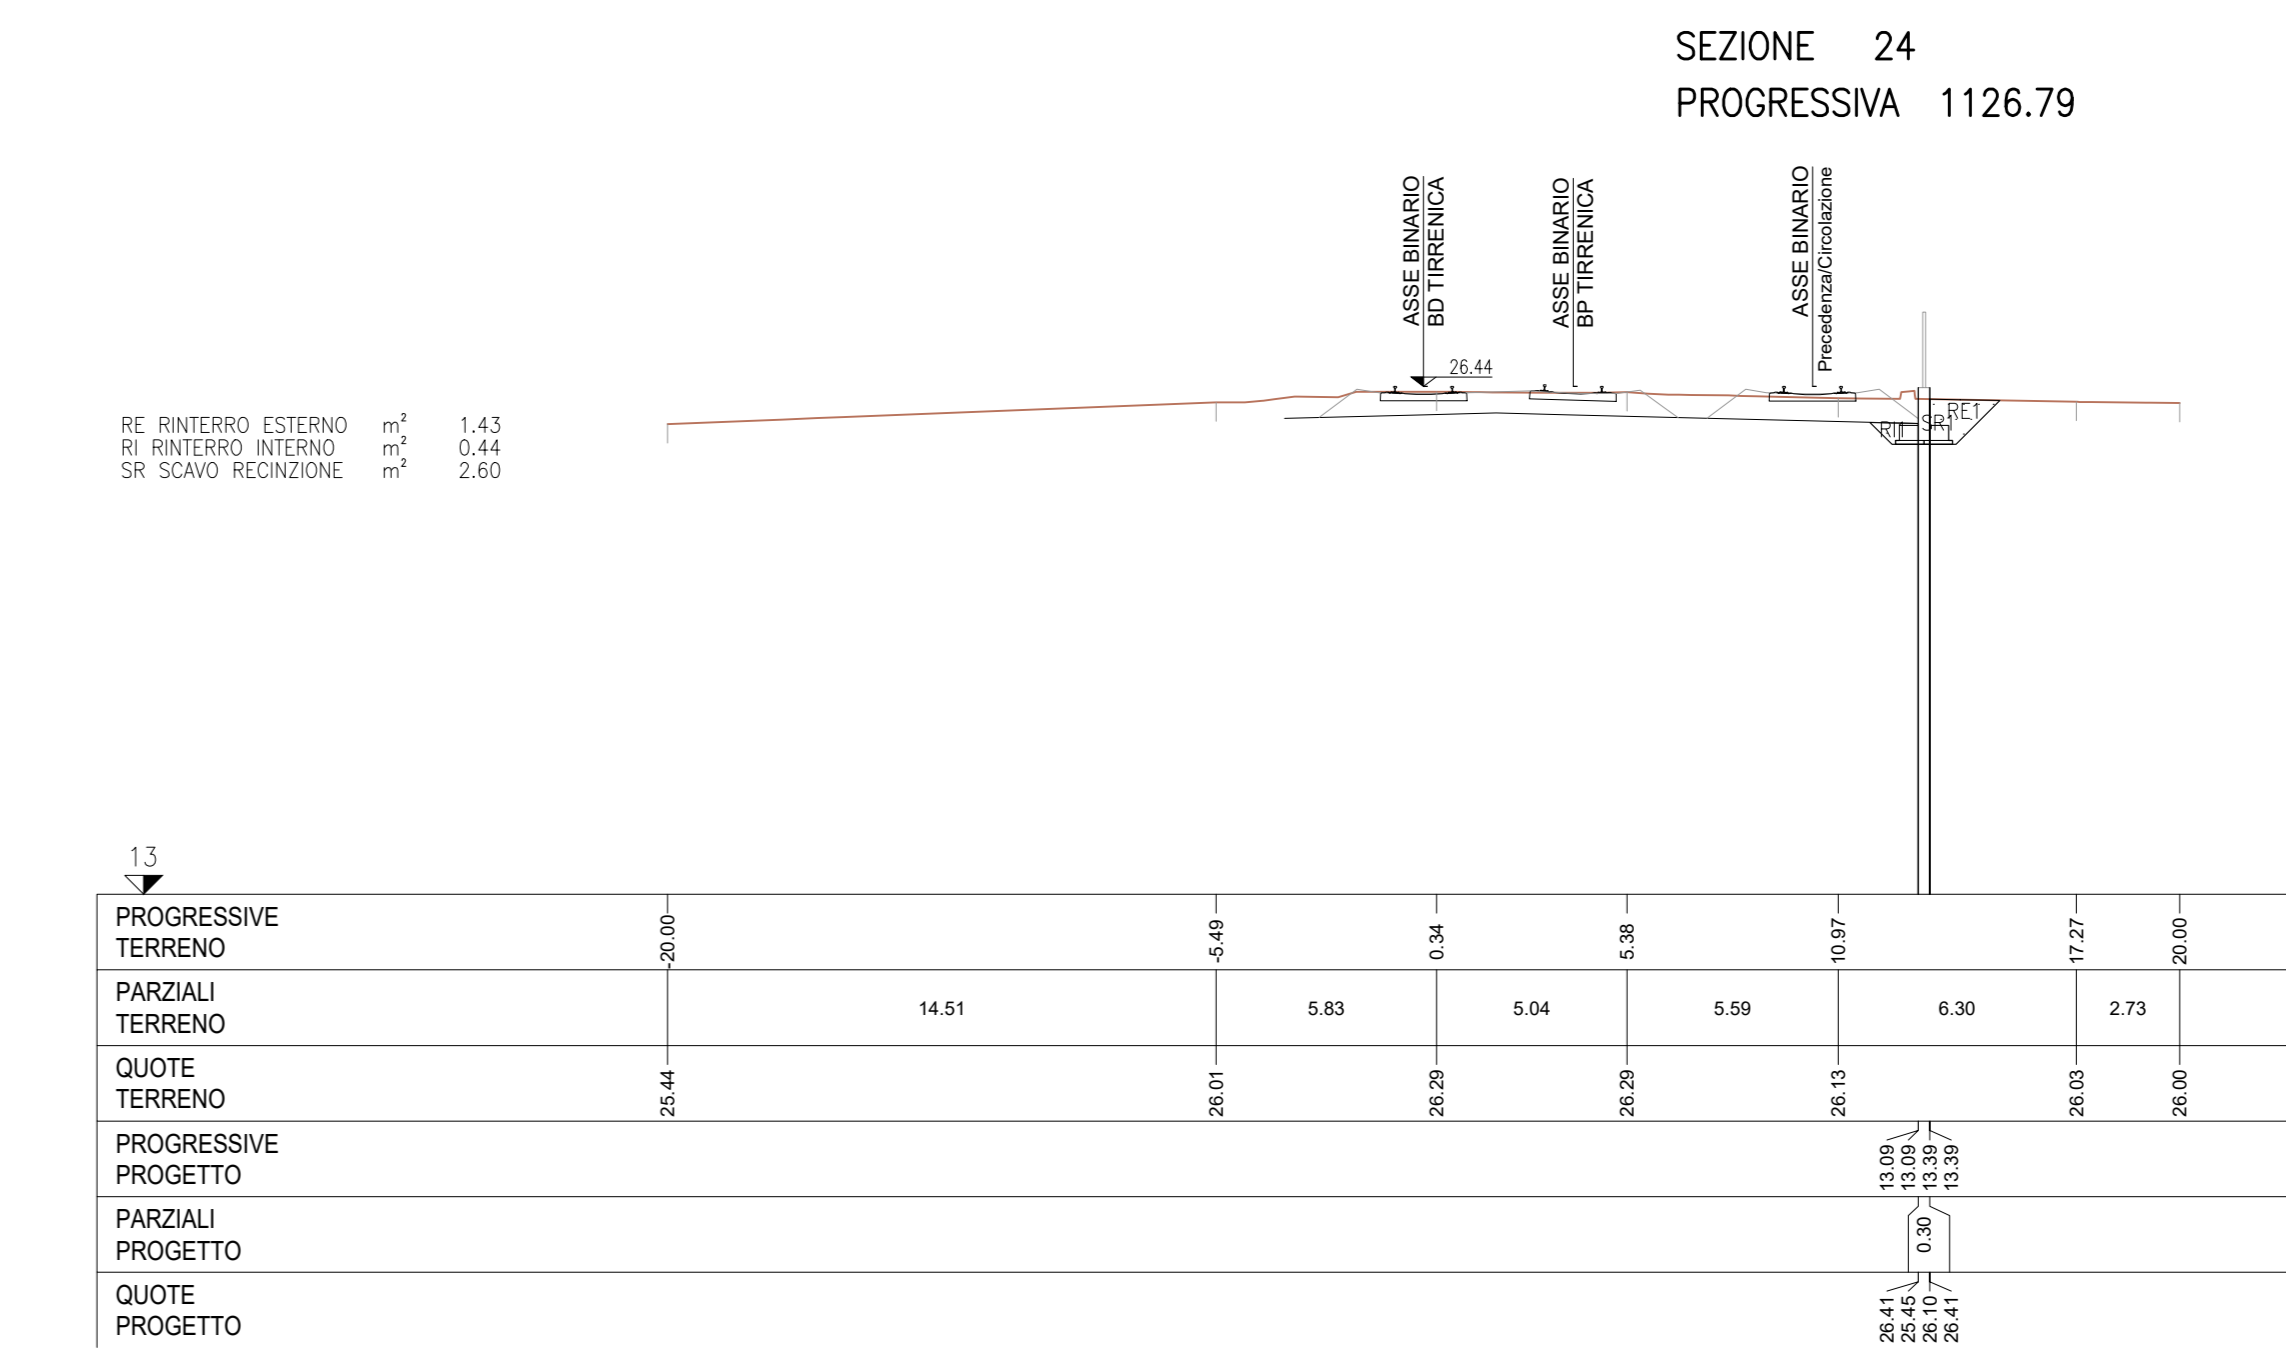 SEZIONE 24
PROGRESSIVA 1126.79
ASSE BINARIO
BD TIRRENICA
ASSE BINARIO
BP TIRRENICA
ASSE BINARIO
Precedenza/Circolazione
26.44
RE RINTERRO ESTERNO m² 1.43
RI RINTERRO INTERNO m² 0.44
SR SCAVO RECINZIONE m² 2.60
RI1
SR1
RE1
13
PROGRESSIVE
TERRENO
-20.00 -5.49 0.34 5.38 10.97 17.27 20.00
PARZIALI
TERRENO
14.51 5.83 5.04 5.59 6.30 2.73
QUOTE
TERRENO
25.44 26.01 26.29 26.29 26.13 26.03 26.00
PROGRESSIVE
PROGETTO
13.09 13.09 13.39 13.39
PARZIALI
PROGETTO
0.30
QUOTE
PROGETTO
26.41 25.45 26.10 26.41